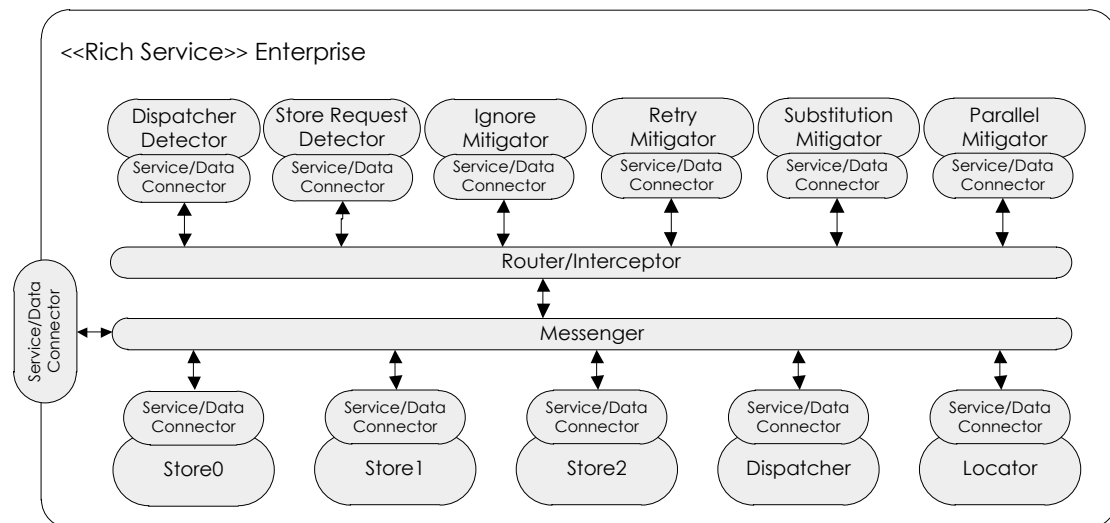 <<Rich Service>> Enterprise
Dispatcher
Detector
Service/Data
Connector
Store Request
Detector
Service/Data
Connector
Ignore
Mitigator
Service/Data
Connector
Retry
Mitigator
Service/Data
Connector
Substitution
Mitigator
Service/Data
Connector
Parallel
Mitigator
Service/Data
Connector
Router/Interceptor
Service/Data
Connector
Messenger
Service/Data
Connector
Store0
Service/Data
Connector
Store1
Service/Data
Connector
Store2
Service/Data
Connector
Dispatcher
Service/Data
Connector
Locator